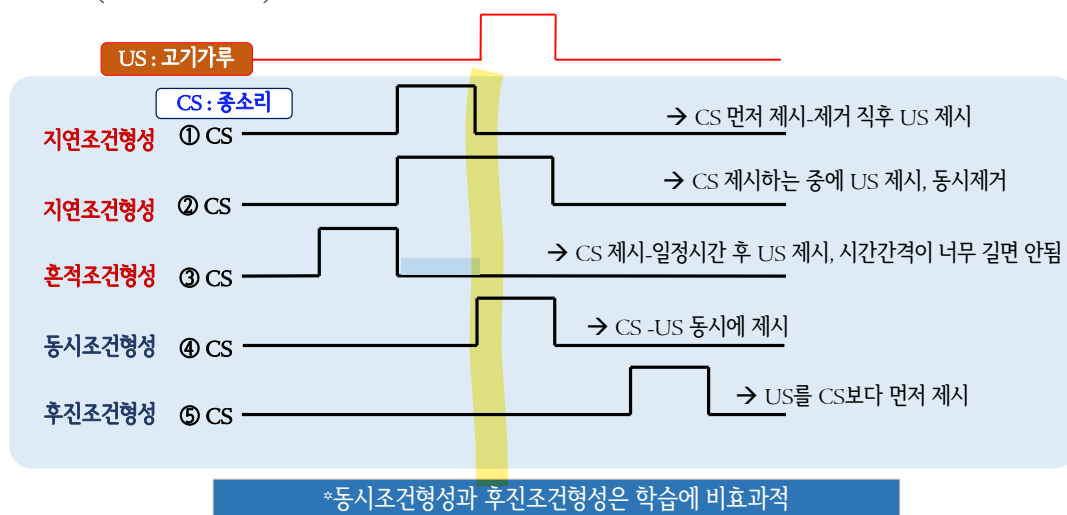 US : 고기가루
CS : 종소리
지연조건형성 ① CS → CS 먼저 제시-제거 직후 US 제시
지연조건형성 ② CS → CS 제시하는 중에 US 제시, 동시제거
흔적조건형성 ③ CS → CS 제시-일정시간 후 US 제시, 시간간격이 너무 길면 안됨
동시조건형성 ④ CS → CS -US 동시에 제시
후진조건형성 ⑤ CS → US를 CS보다 먼저 제시
*동시조건형성과 후진조건형성은 학습에 비효과적